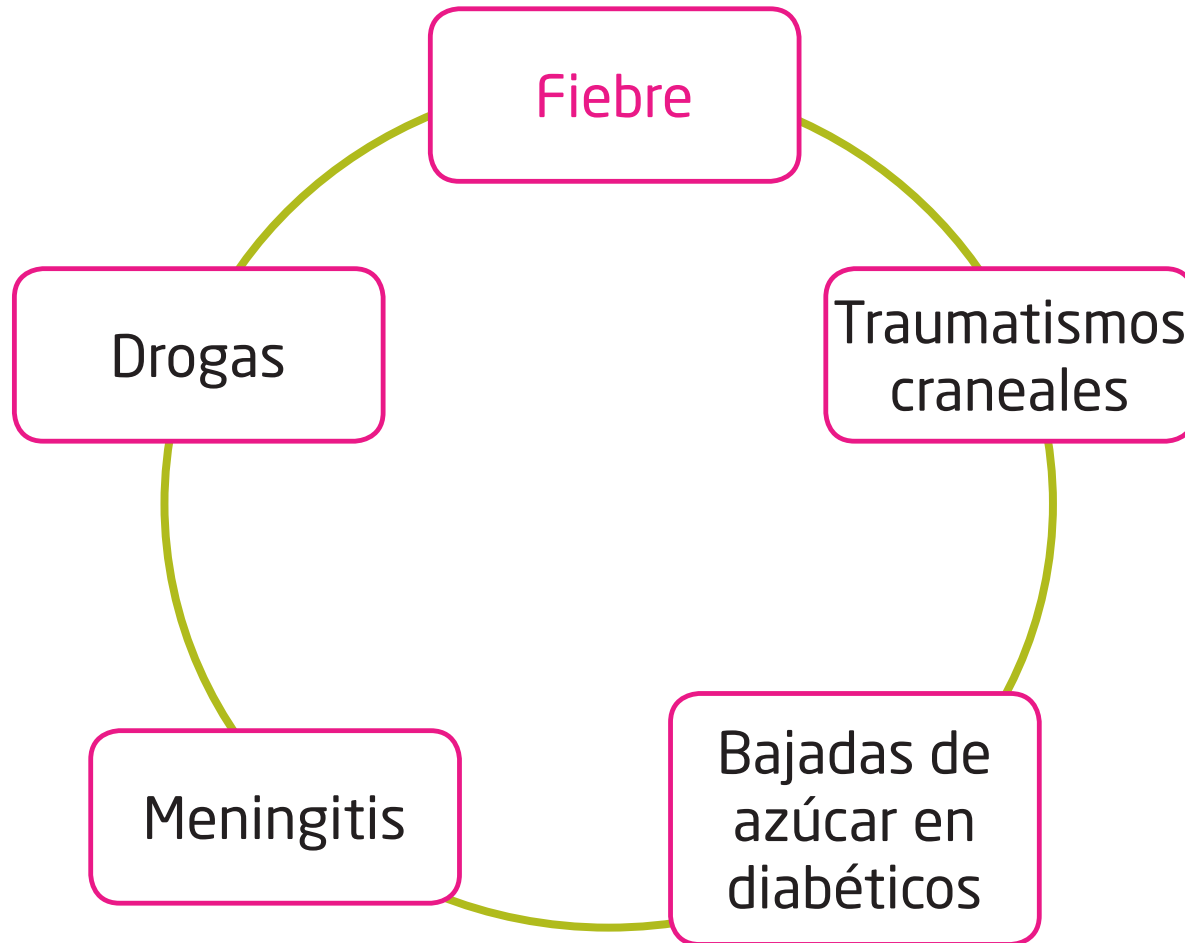 Fiebre
Traumatismos
craneales
Drogas
Bajadas de
azúcar en
diabéticos
Meningitis